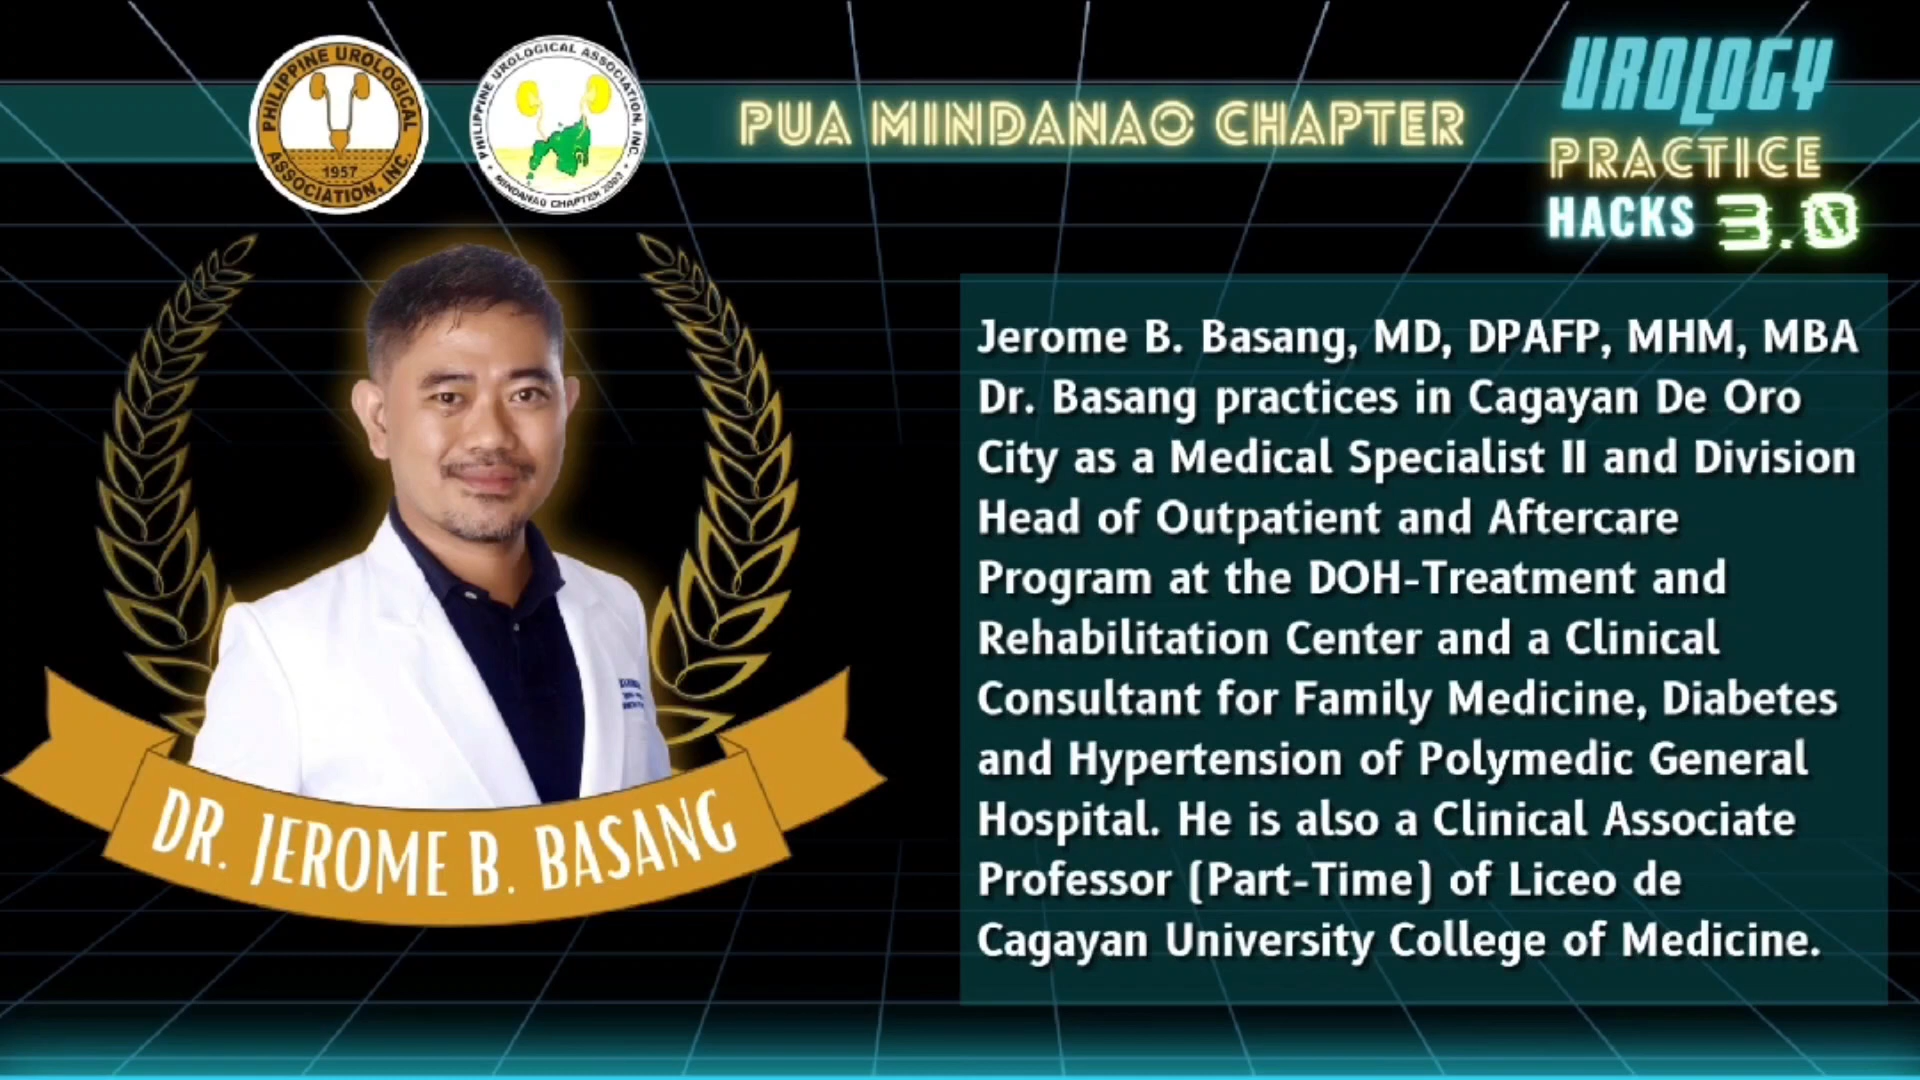 PHILIPPINE UROLOGICAL
ASSOCIATION, INC.
1957
PHILIPPINE UROLOGICAL ASSOCIATION, INC.
MINDANAO CHAPTER 2003
PUA MINDANAO CHAPTER
UROLOGY
PRACTICE
HACKS 3.0
Jerome B. Basang, MD, DPAFP, MHM, MBA
Dr. Basang practices in Cagayan De Oro
City as a Medical Specialist II and Division
Head of Outpatient and Aftercare
Program at the DOH-Treatment and
Rehabilitation Center and a Clinical
Consultant for Family Medicine, Diabetes
and Hypertension of Polymedic General
Hospital. He is also a Clinical Associate
Professor (Part-Time) of Liceo de
Cagayan University College of Medicine.
DR. JEROME B. BASANG